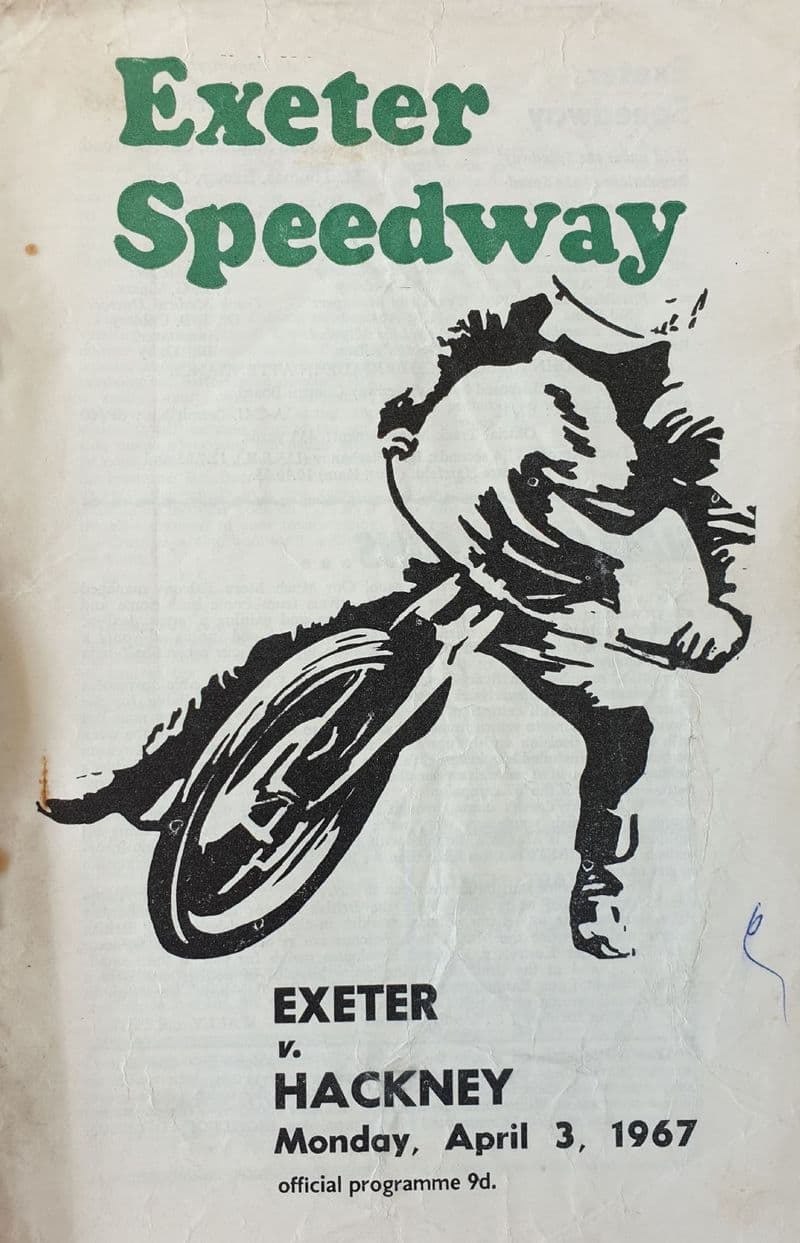 Exeter
Speedway
EXETER
v.
HACKNEY
Monday, April 3, 1967
official programme 9d.